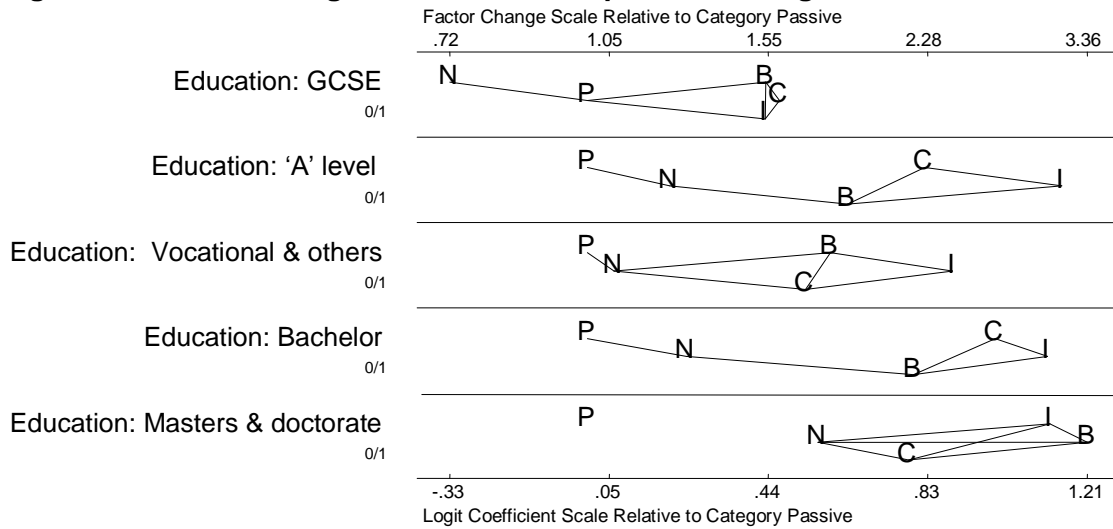 Factor Change Scale Relative to Category Passive
.72 1.05 1.55 2.28 3.36
Education: GCSE
0/1
N P B C I
Education: ‘A’ level
0/1
P N B C I
Education: Vocational & others
0/1
P N B C I
Education: Bachelor
0/1
P N B C I
Education: Masters & doctorate
0/1
P N C I B
-.33 .05 .44 .83 1.21
Logit Coefficient Scale Relative to Category Passive